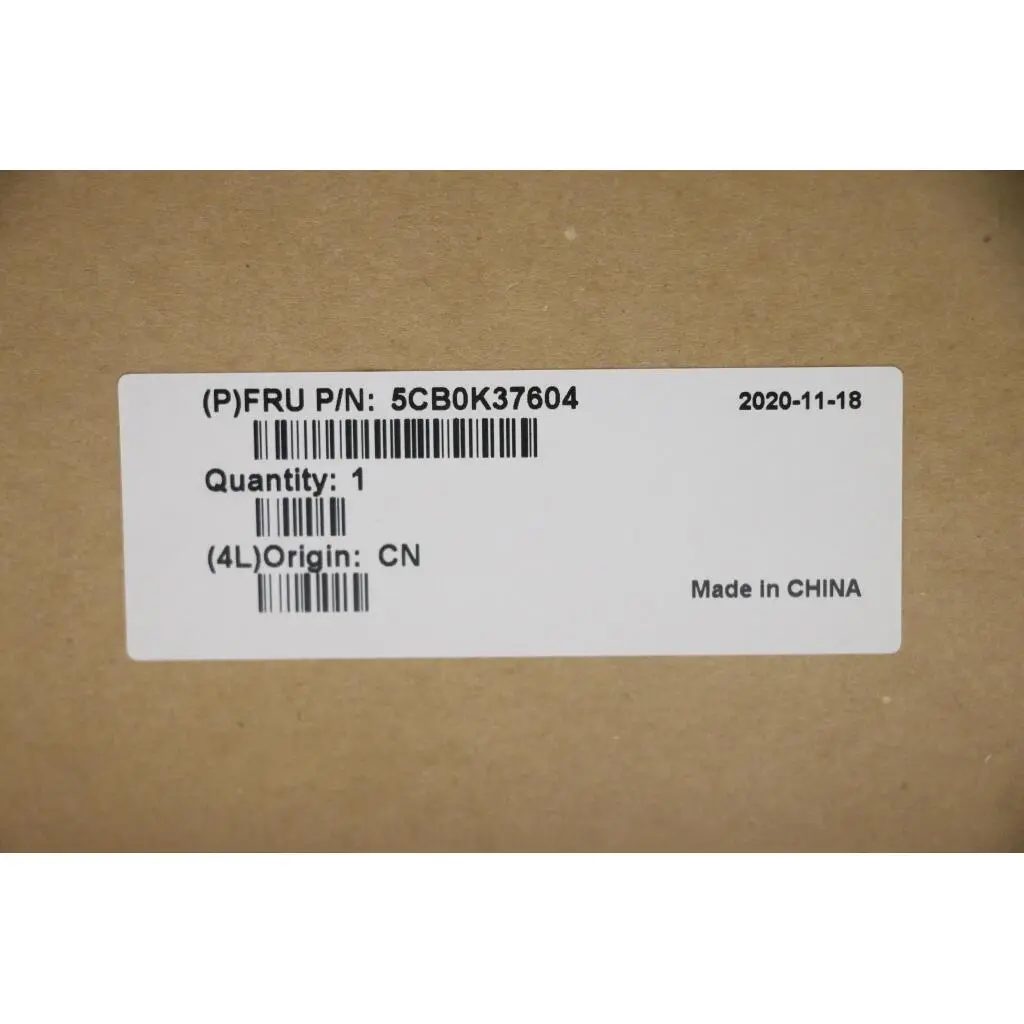 (P)FRU P/N: 5CB0K37604
2020-11-18
Quantity: 1
(4L)Origin: CN
Made in CHINA